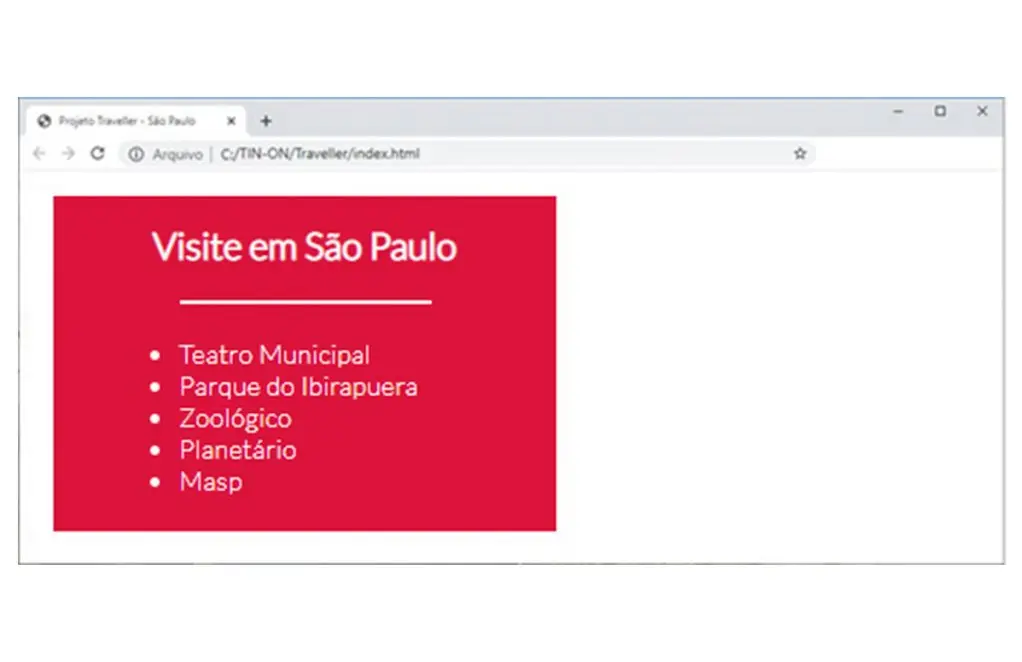 Projeto Traveller - São Paulo
Arquivo | C:/TIN-ON/Traveller/index.html
Visite em São Paulo
Teatro Municipal
Parque do Ibirapuera
Zoológico
Planetário
Masp